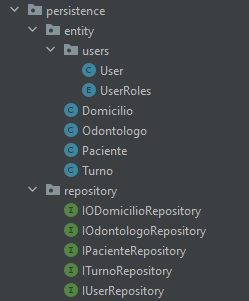 persistence
entity
users
User
UserRoles
Domicilio
Odontologo
Paciente
Turno
repository
IODomicilioRepository
IOdontologoRepository
IPacienteRepository
ITurnoRepository
IUserRepository